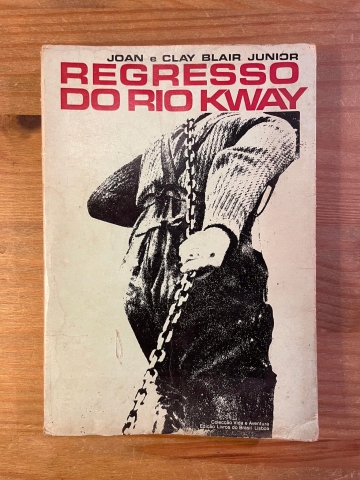 JOAN e CLAY BLAIR JUNIOR
REGRESSO
DO RIO KWAY
Colecção Vida e Aventura
Edição Livros do Brasil Lisboa